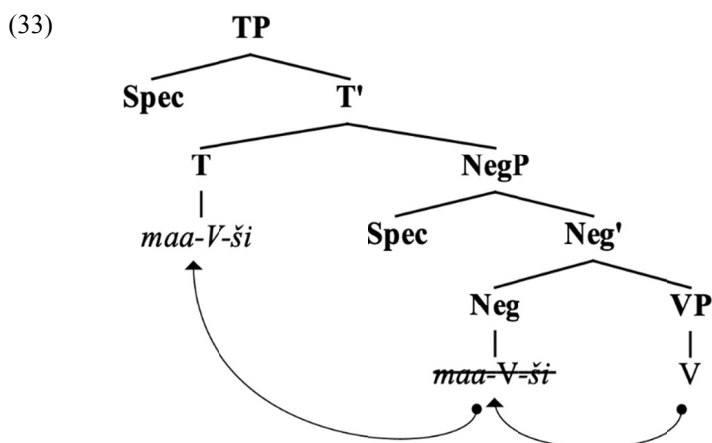 (33)
TP
Spec T'
T NegP
maa-V-ši Spec Neg'
Neg VP
maa-V-ši V